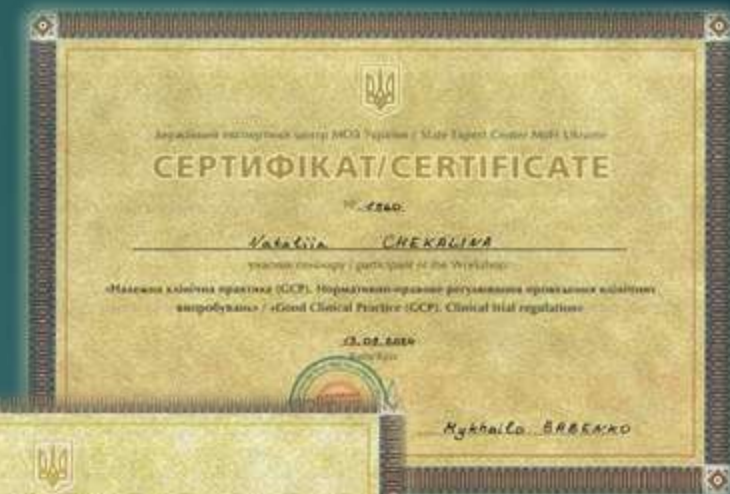 Державний експертний центр МОЗ України / State Expert Center MoH Ukraine
СЕРТИФІКАТ/CERTIFICATE
№
Nataliia CHEKALINA
учасник семінару / participant of the Workshop
«Належна клінічна практика (GCP). Нормативно-правове регулювання проведення клінічних
випробувань» / «Good Clinical Practice (GCP). Clinical trial regulations»
Mykhailo BABENKO